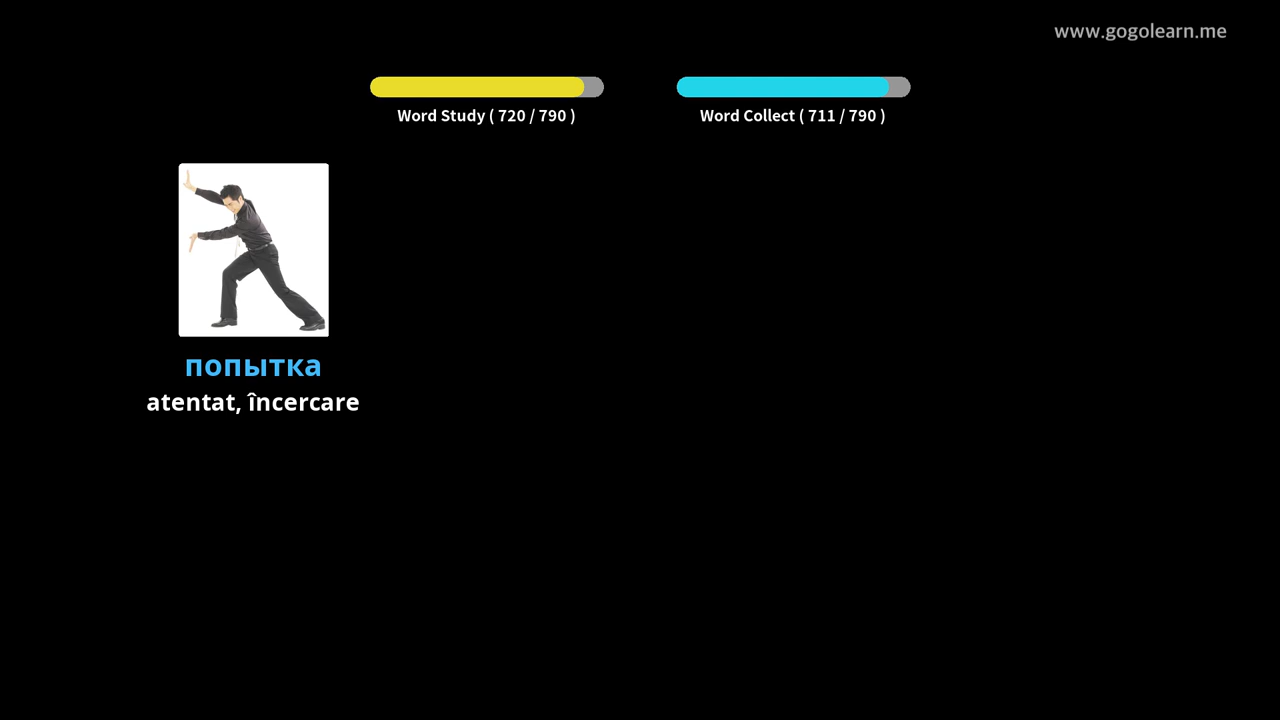 www.gogolearn.me
Word Study ( 720 / 790 )
Word Collect ( 711 / 790 )
попытка
atentat, încercare